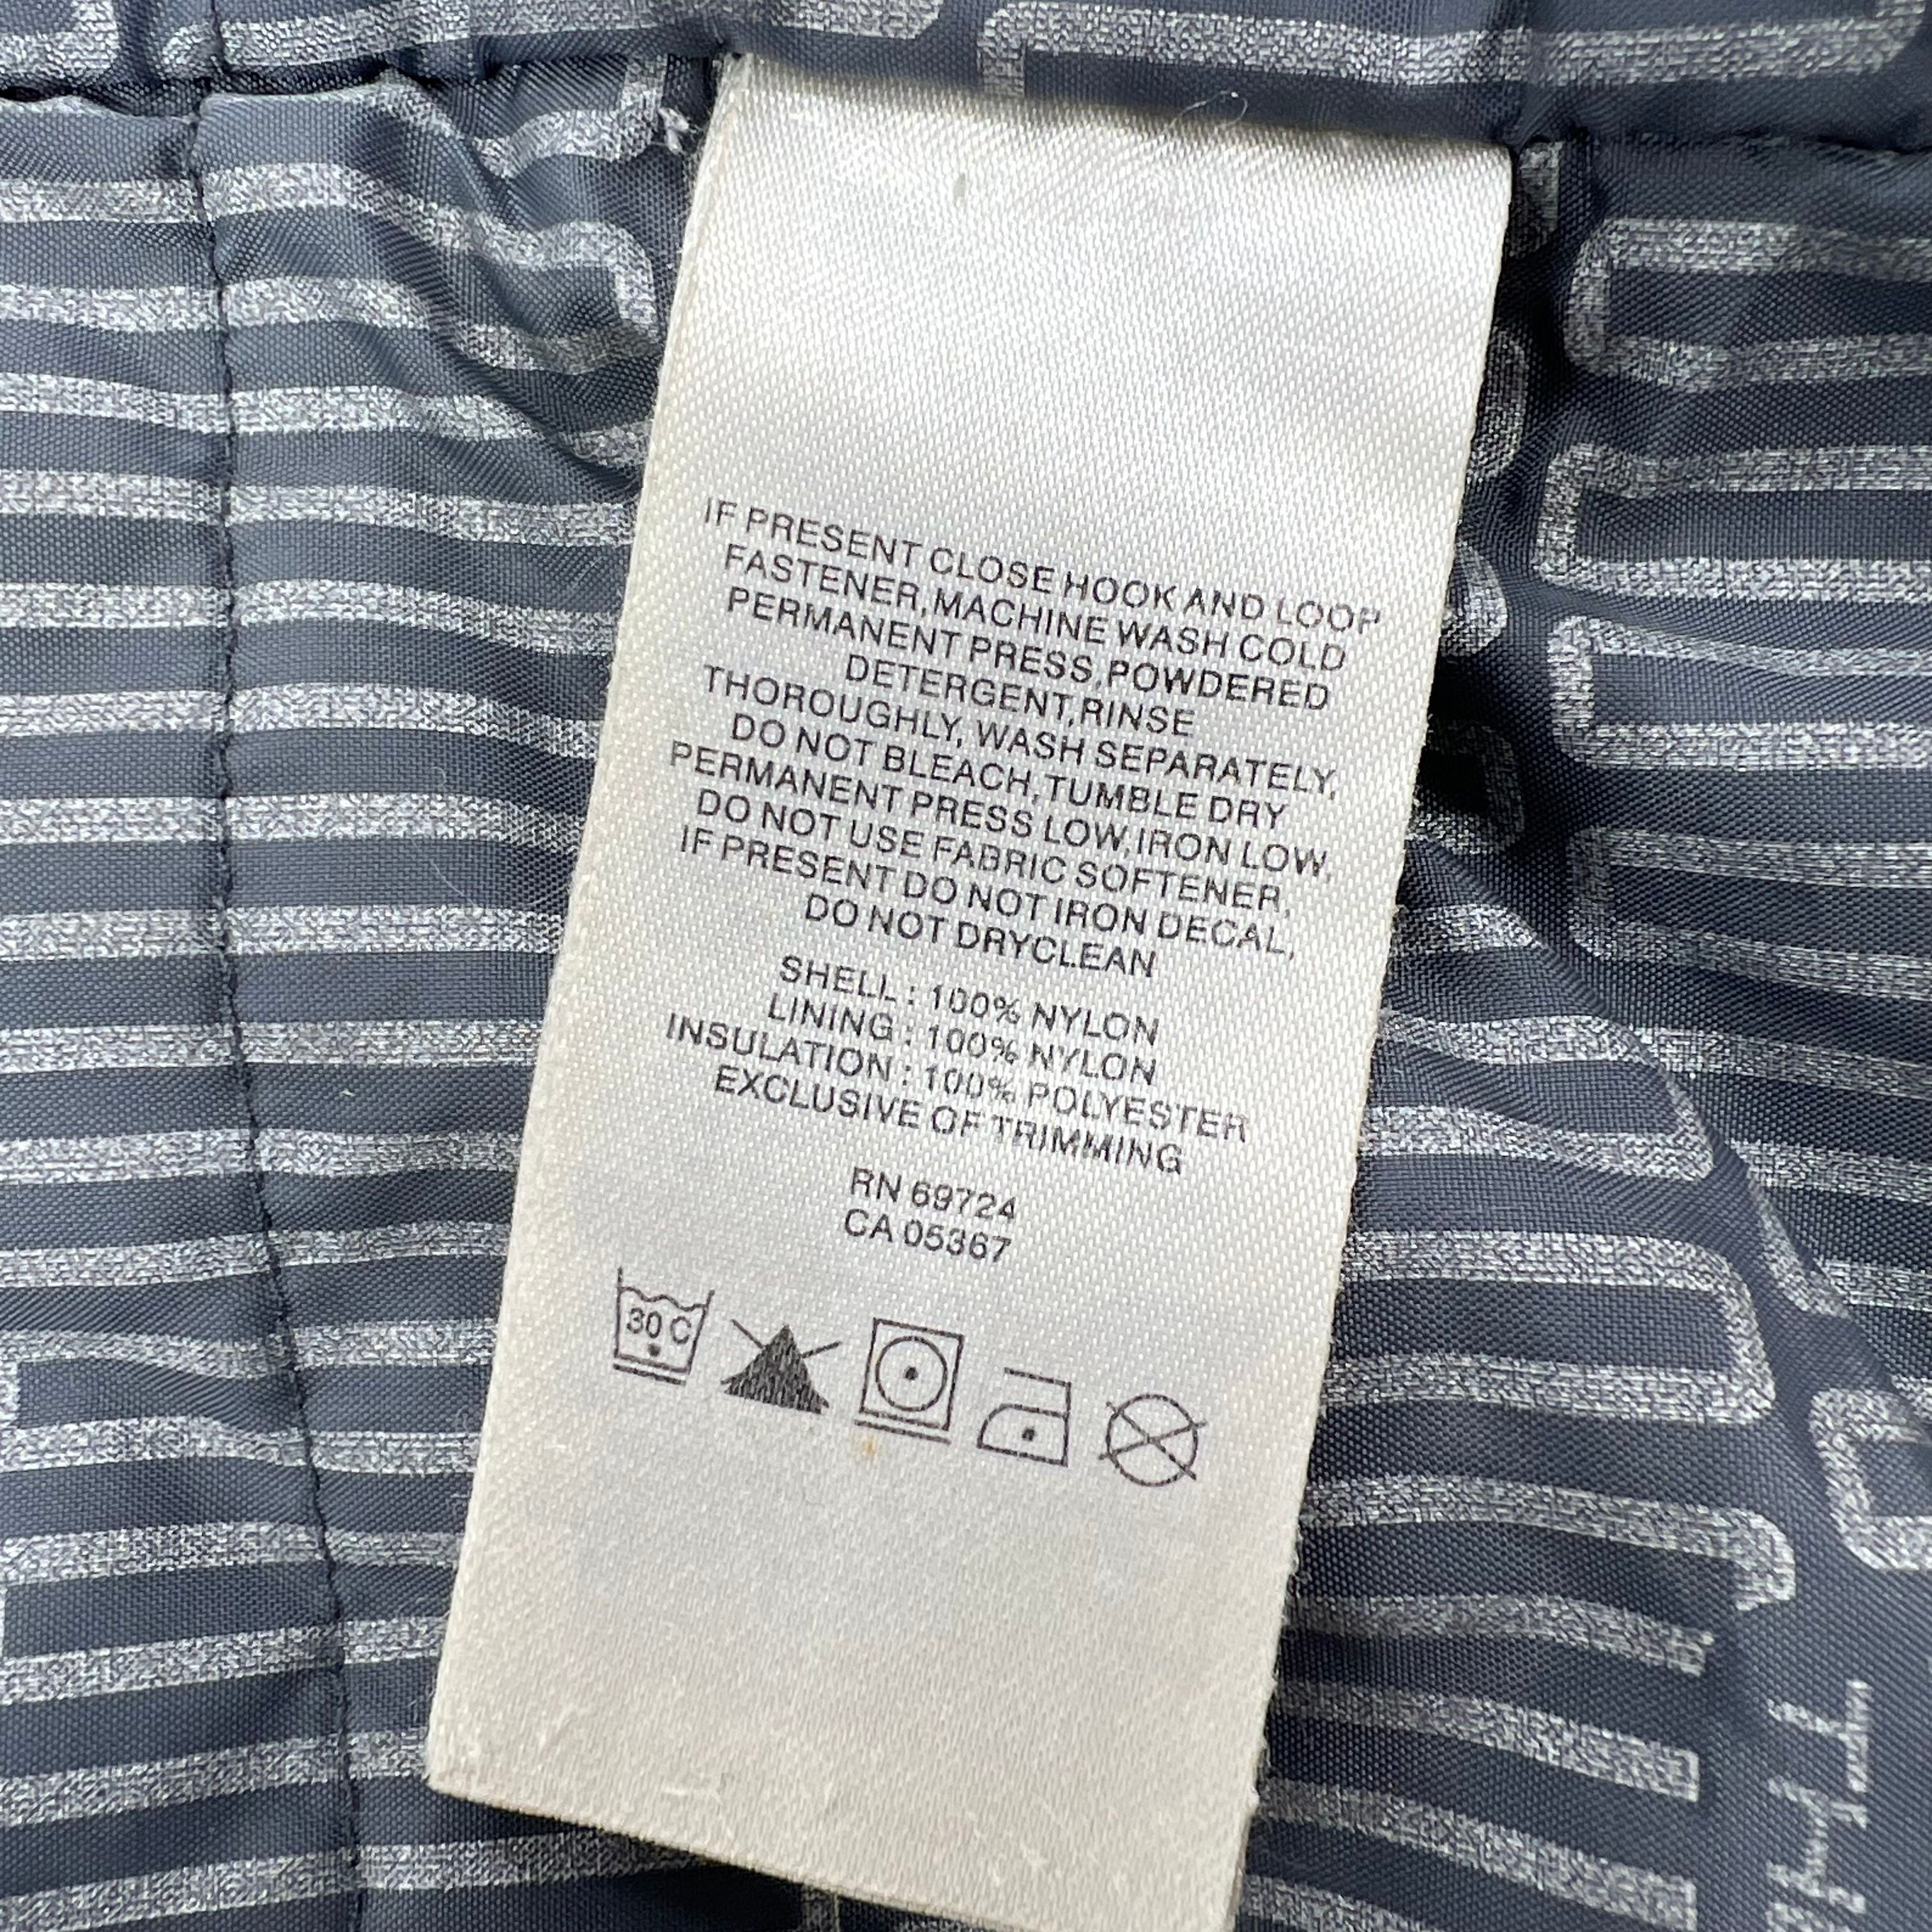 IF PRESENT CLOSE HOOK AND LOOP
FASTENER, MACHINE WASH COLD
PERMANENT PRESS, POWDERED
DETERGENT, RINSE
THOROUGHLY, WASH SEPARATELY,
DO NOT BLEACH, TUMBLE DRY
PERMANENT PRESS LOW, IRON LOW,
DO NOT USE FABRIC SOFTENER,
IF PRESENT DO NOT IRON DECAL,
DO NOT DRYCLEAN
SHELL : 100% NYLON
LINING : 100% NYLON
INSULATION : 100% POLYESTER
EXCLUSIVE OF TRIMMING
RN 69724
CA 05367
30 C